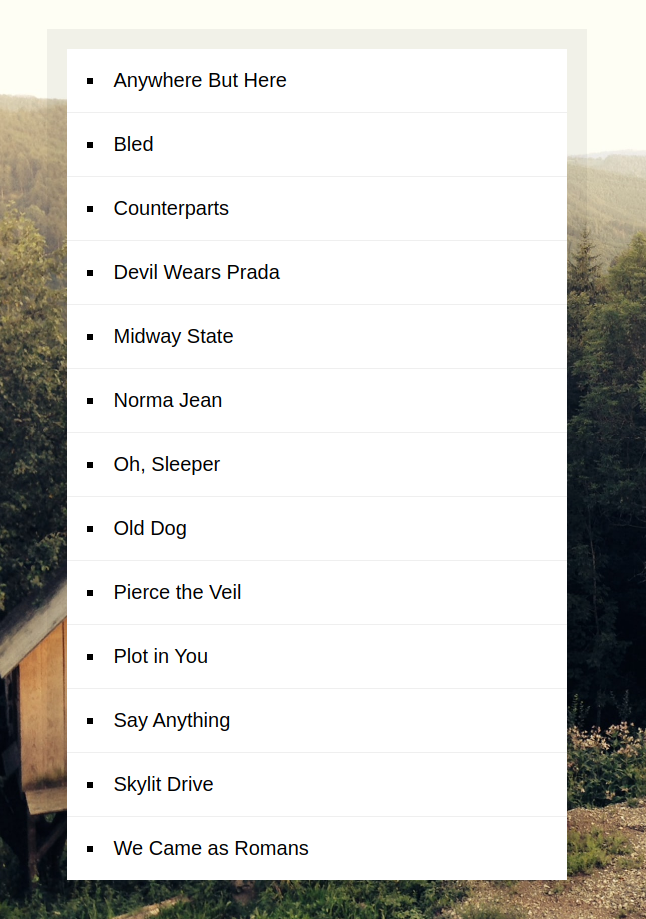 Anywhere But Here
Bled
Counterparts
Devil Wears Prada
Midway State
Norma Jean
Oh, Sleeper
Old Dog
Pierce the Veil
Plot in You
Say Anything
Skylit Drive
We Came as Romans